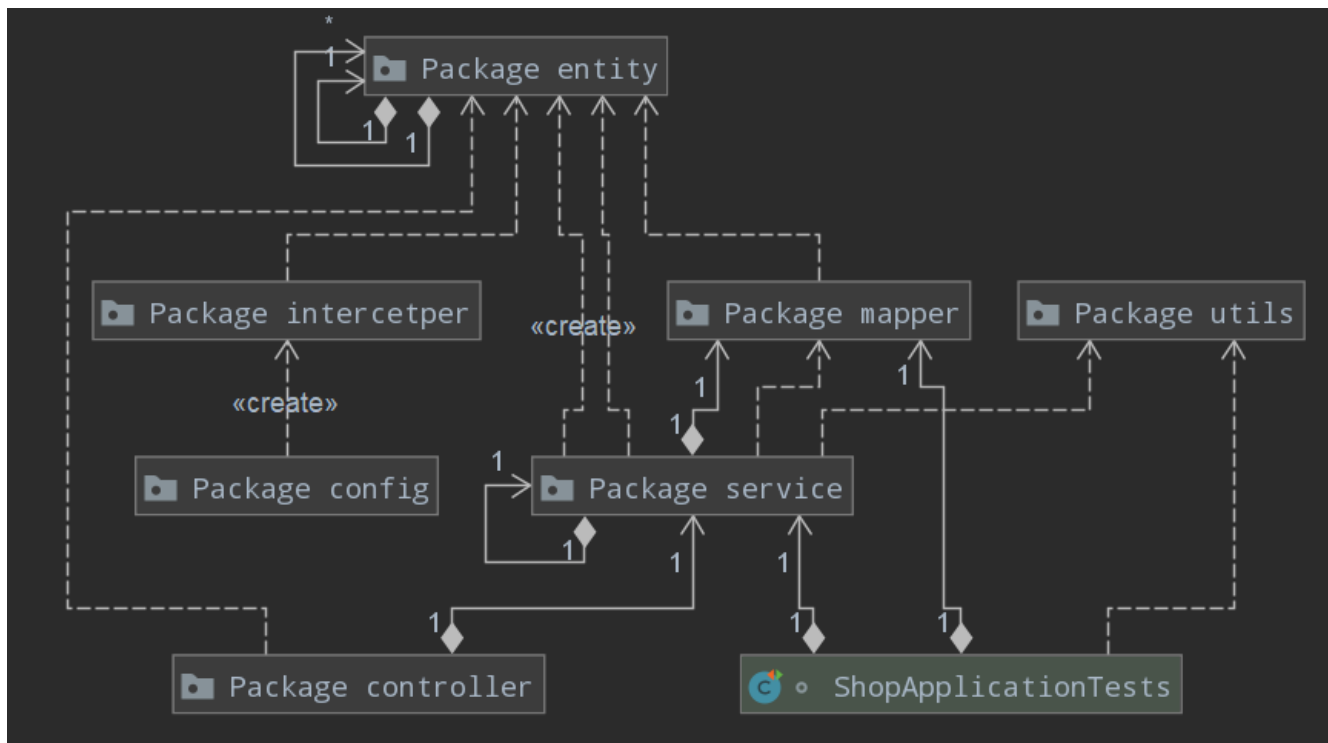 *
1
Package entity
1
1
Package intercetper
Package mapper
Package utils
«create»
1
1
«create»
1
1
Package config
Package service
1
1
1
1
1
1
Package controller
ShopApplicationTests